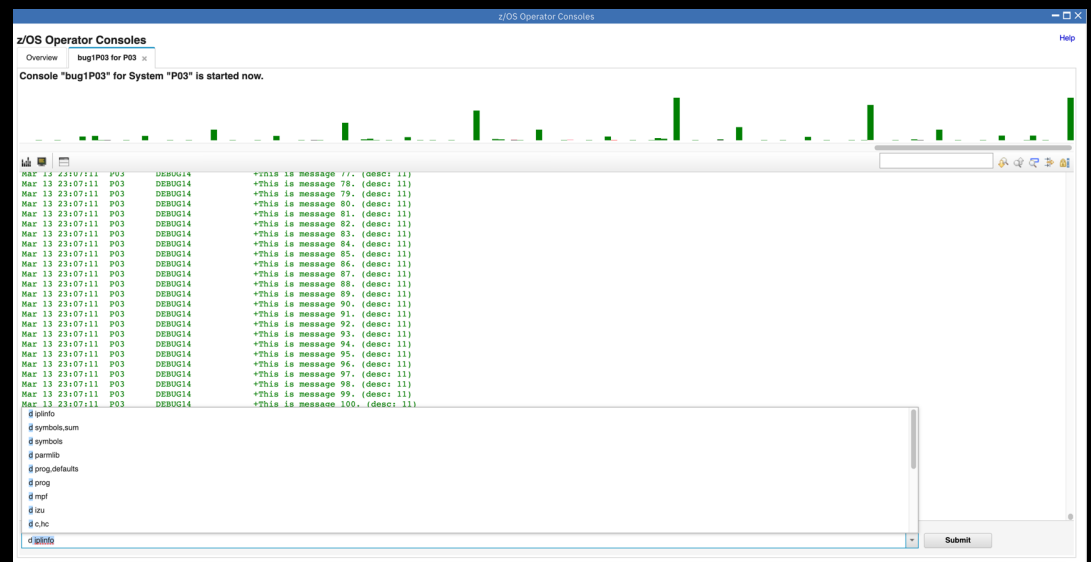 z/OS Operator Consoles
z/OS Operator Consoles
Help
Overview
bug1P03 for P03
Console "bug1P03" for System "P03" is started now.
Mar 13 23:07:11 P03 DEBUG14 +This is message 77. (desc: 11)
Mar 13 23:07:11 P03 DEBUG14 +This is message 78. (desc: 11)
Mar 13 23:07:11 P03 DEBUG14 +This is message 79. (desc: 11)
Mar 13 23:07:11 P03 DEBUG14 +This is message 80. (desc: 11)
Mar 13 23:07:11 P03 DEBUG14 +This is message 81. (desc: 11)
Mar 13 23:07:11 P03 DEBUG14 +This is message 82. (desc: 11)
Mar 13 23:07:11 P03 DEBUG14 +This is message 83. (desc: 11)
Mar 13 23:07:11 P03 DEBUG14 +This is message 84. (desc: 11)
Mar 13 23:07:11 P03 DEBUG14 +This is message 85. (desc: 11)
Mar 13 23:07:11 P03 DEBUG14 +This is message 86. (desc: 11)
Mar 13 23:07:11 P03 DEBUG14 +This is message 87. (desc: 11)
Mar 13 23:07:11 P03 DEBUG14 +This is message 88. (desc: 11)
Mar 13 23:07:11 P03 DEBUG14 +This is message 89. (desc: 11)
Mar 13 23:07:11 P03 DEBUG14 +This is message 90. (desc: 11)
Mar 13 23:07:11 P03 DEBUG14 +This is message 91. (desc: 11)
Mar 13 23:07:11 P03 DEBUG14 +This is message 92. (desc: 11)
Mar 13 23:07:11 P03 DEBUG14 +This is message 93. (desc: 11)
Mar 13 23:07:11 P03 DEBUG14 +This is message 94. (desc: 11)
Mar 13 23:07:11 P03 DEBUG14 +This is message 95. (desc: 11)
Mar 13 23:07:11 P03 DEBUG14 +This is message 96. (desc: 11)
Mar 13 23:07:11 P03 DEBUG14 +This is message 97. (desc: 11)
Mar 13 23:07:11 P03 DEBUG14 +This is message 98. (desc: 11)
Mar 13 23:07:11 P03 DEBUG14 +This is message 99. (desc: 11)
Mar 13 23:07:11 P03 DEBUG14 +This is message 100. (desc: 11)
d iplinfo
d symbols,sum
d symbols
d parmlib
d prog,defaults
d prog
d mpf
d izu
d c,hc
d iplinfo
Submit